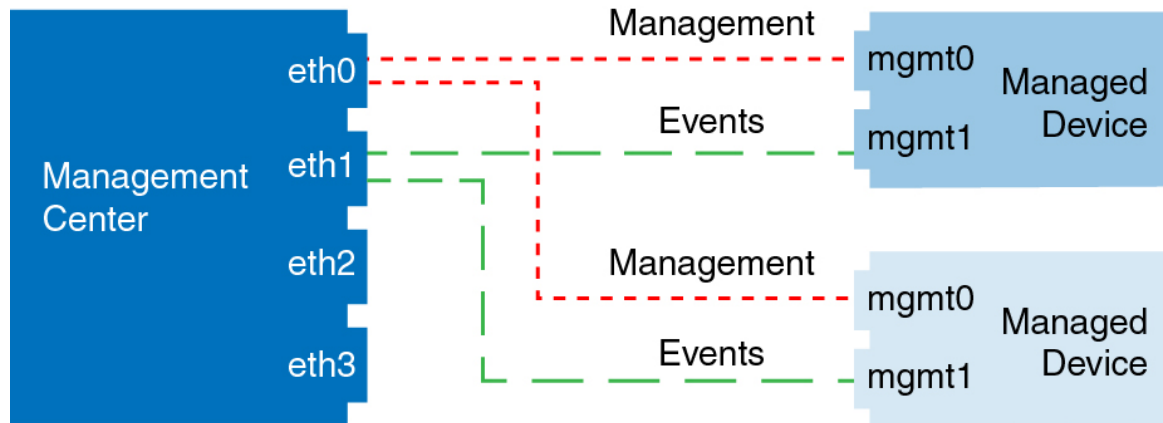 Management
Center
eth0
eth1
eth2
eth3
Management
Events
Management
Events
mgmt0
mgmt1
Managed
Device
mgmt0
mgmt1
Managed
Device